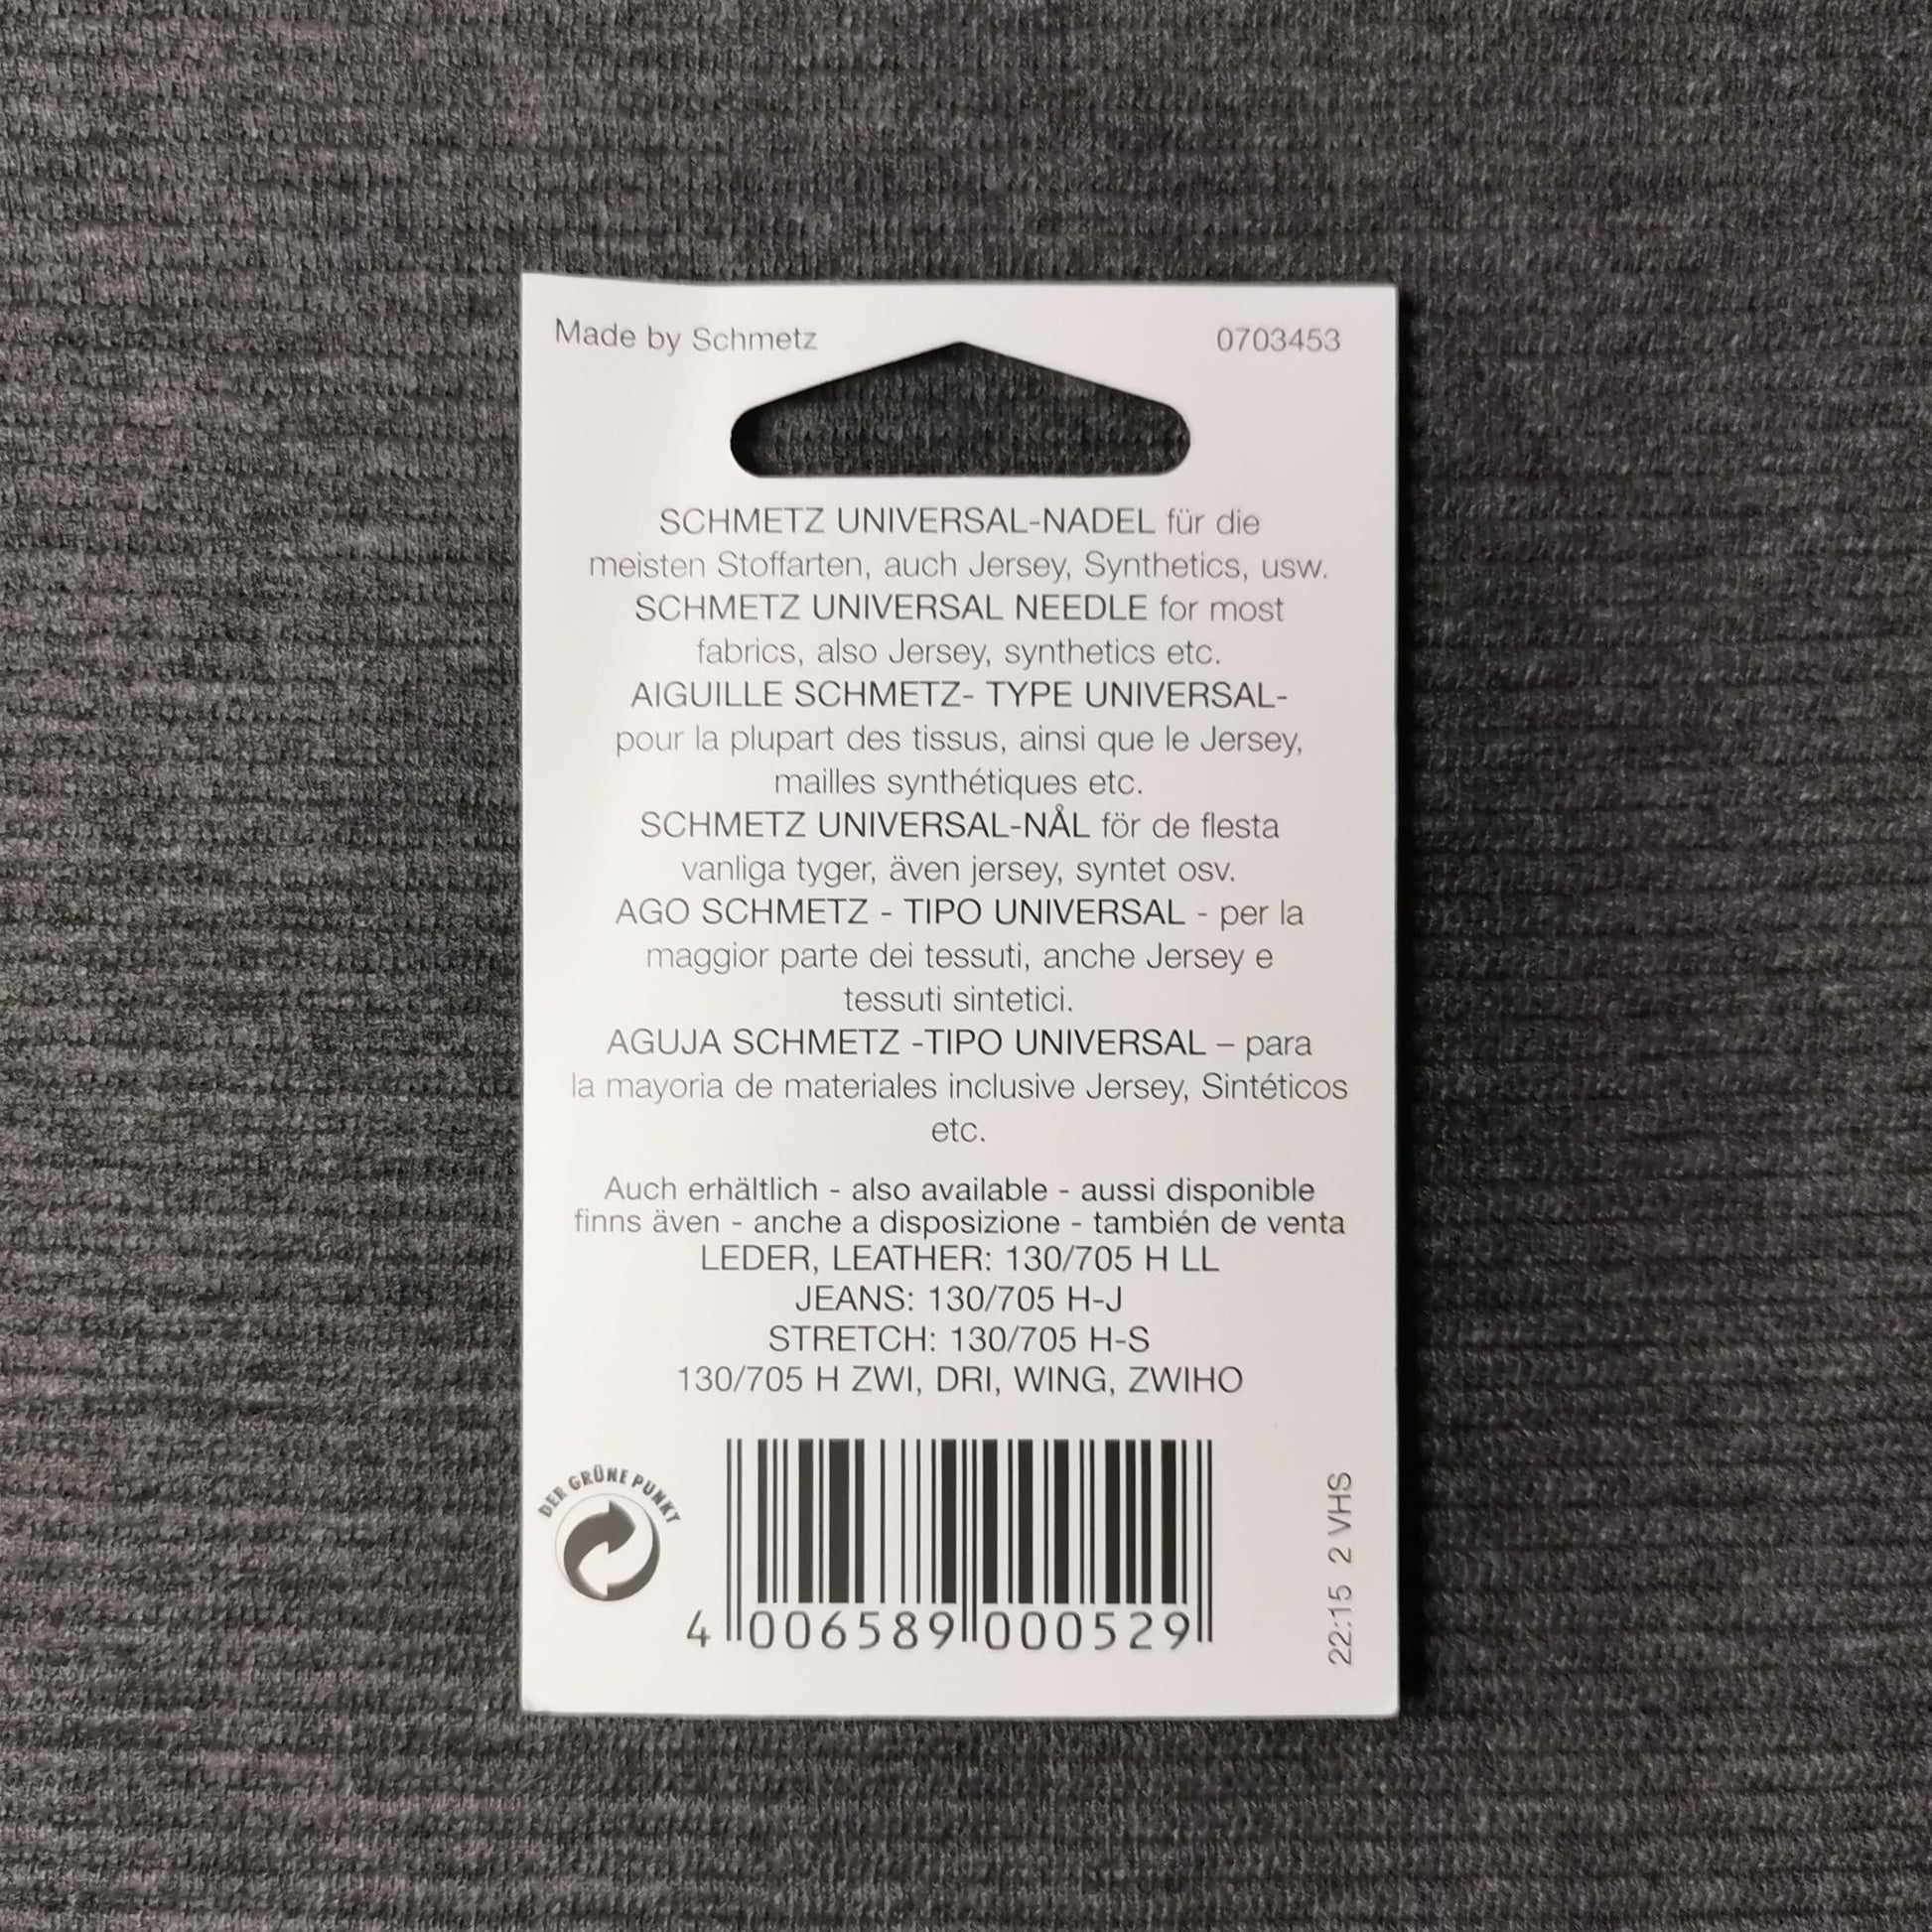 Made by Schmetz 0703453
SCHMETZ UNIVERSAL-NADEL für die
meisten Stoffarten, auch Jersey, Synthetics, usw.
SCHMETZ UNIVERSAL NEEDLE for most
fabrics, also Jersey, synthetics etc.
AIGUILLE SCHMETZ- TYPE UNIVERSAL-
pour la plupart des tissus, ainsi que le Jersey,
mailles synthétiques etc.
SCHMETZ UNIVERSAL-NÅL för de flesta
vanliga tyger, även jersey, syntet osv.
AGO SCHMETZ - TIPO UNIVERSAL - per la
maggior parte dei tessuti, anche Jersey e
tessuti sintetici.
AGUJA SCHMETZ -TIPO UNIVERSAL – para
la mayoria de materiales inclusive Jersey, Sintéticos
etc.
Auch erhältlich - also available - aussi disponible
finns även - anche a disposizione - también de venta
LEDER, LEATHER: 130/705 H LL
JEANS: 130/705 H-J
STRETCH: 130/705 H-S
130/705 H ZWI, DRI, WING, ZWIHO
DER GRÜNE PUNKT
4 006589 000529
22:15 2 VHS